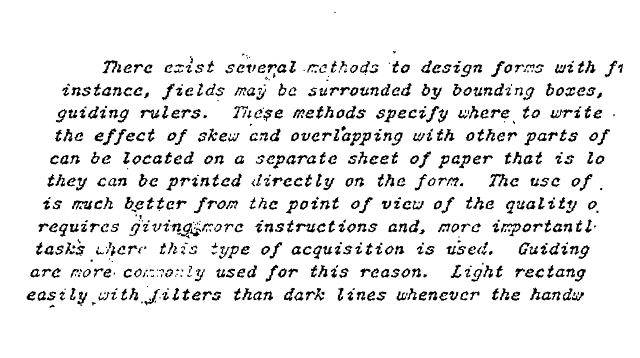 There exist several methods to design forms with fi
instance, fields may be surrounded by bounding boxes,
guiding rulers. These methods specify where to write
the effect of skew and overlapping with other parts of
can be located on a separate sheet of paper that is lo
they can be printed directly on the form. The use of
is much better from the point of view of the quality o
requires giving more instructions and, more importantl
tasks where this type of acquisition is used. Guiding
are more commonly used for this reason. Light rectang
easily with filters than dark lines whenever the handw